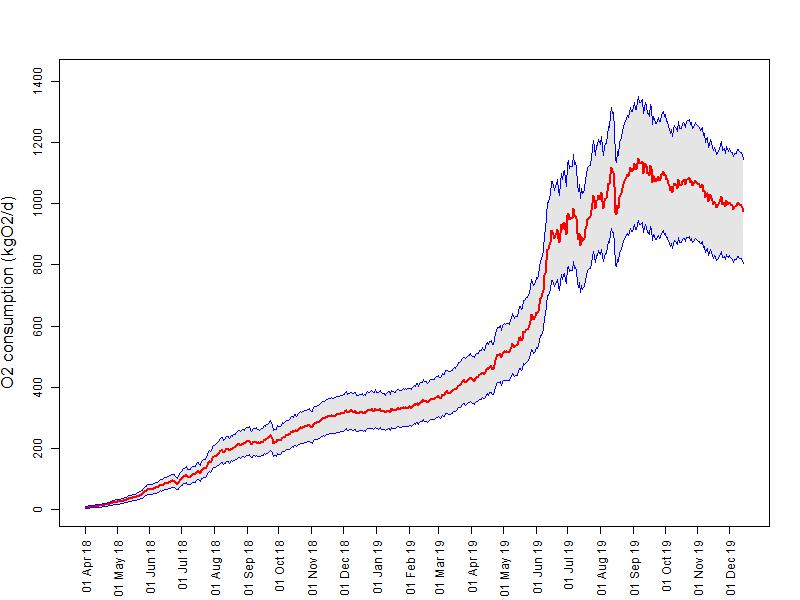 O2 consumption (kgO2/d)
1400
1200
1000
800
600
400
200
0
01 Apr 18
01 May 18
01 Jun 18
01 Jul 18
01 Aug 18
01 Sep 18
01 Oct 18
01 Nov 18
01 Dec 18
01 Jan 19
01 Feb 19
01 Mar 19
01 Apr 19
01 May 19
01 Jun 19
01 Jul 19
01 Aug 19
01 Sep 19
01 Oct 19
01 Nov 19
01 Dec 19